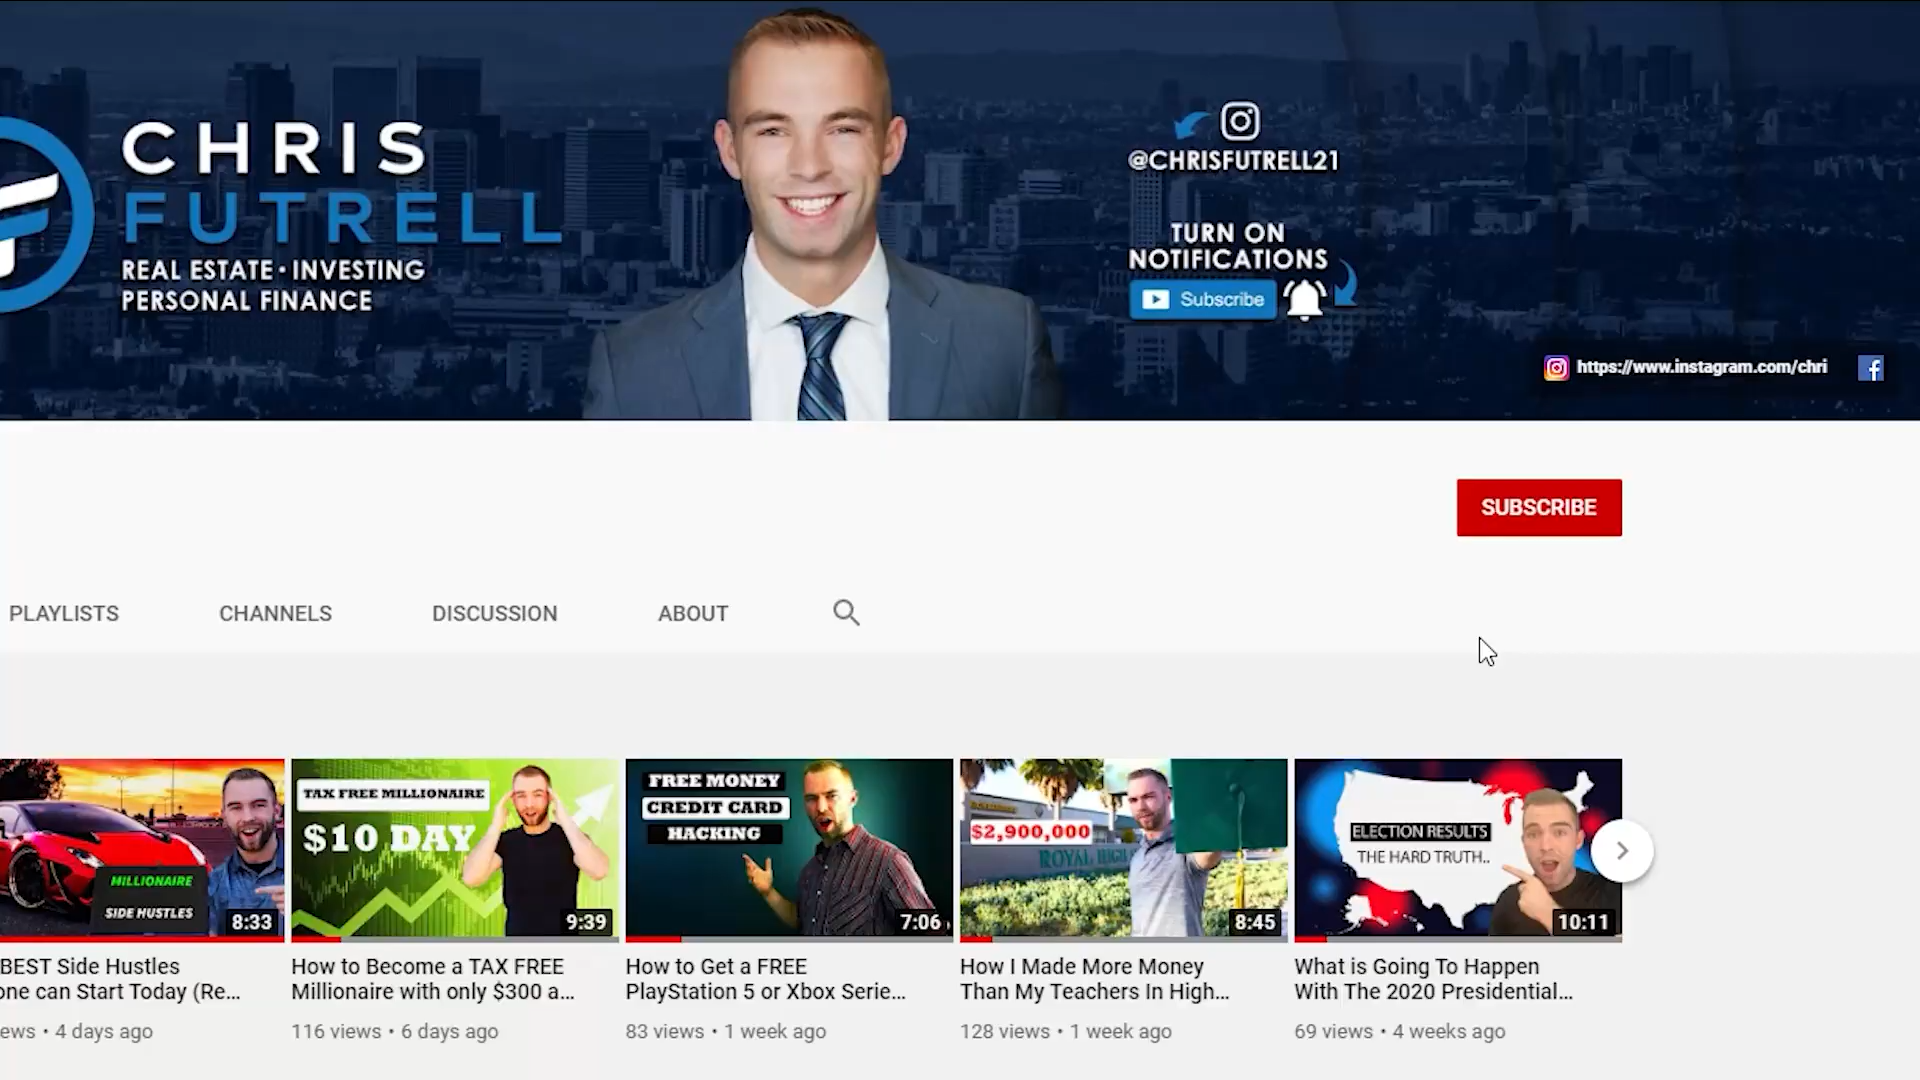 CHRIS
FUTRELL
REAL ESTATE · INVESTING
PERSONAL FINANCE
@CHRISFUTRELL21
TURN ON
NOTIFICATIONS
Subscribe
https://www.instagram.com/chri
SUBSCRIBE
PLAYLISTS
CHANNELS
DISCUSSION
ABOUT
MILLIONAIRE
SIDE HUSTLES
8:33
BEST Side Hustles
one can Start Today (Re...
ews • 4 days ago
TAX FREE MILLIONAIRE
$10 DAY
9:39
How to Become a TAX FREE
Millionaire with only $300 a...
116 views • 6 days ago
FREE MONEY
CREDIT CARD
HACKING
7:06
How to Get a FREE
PlayStation 5 or Xbox Serie...
83 views • 1 week ago
$2,900,000
ROYAL HIGH
8:45
How I Made More Money
Than My Teachers In High...
128 views • 1 week ago
ELECTION RESULTS
THE HARD TRUTH..
10:11
What is Going To Happen
With The 2020 Presidential...
69 views • 4 weeks ago